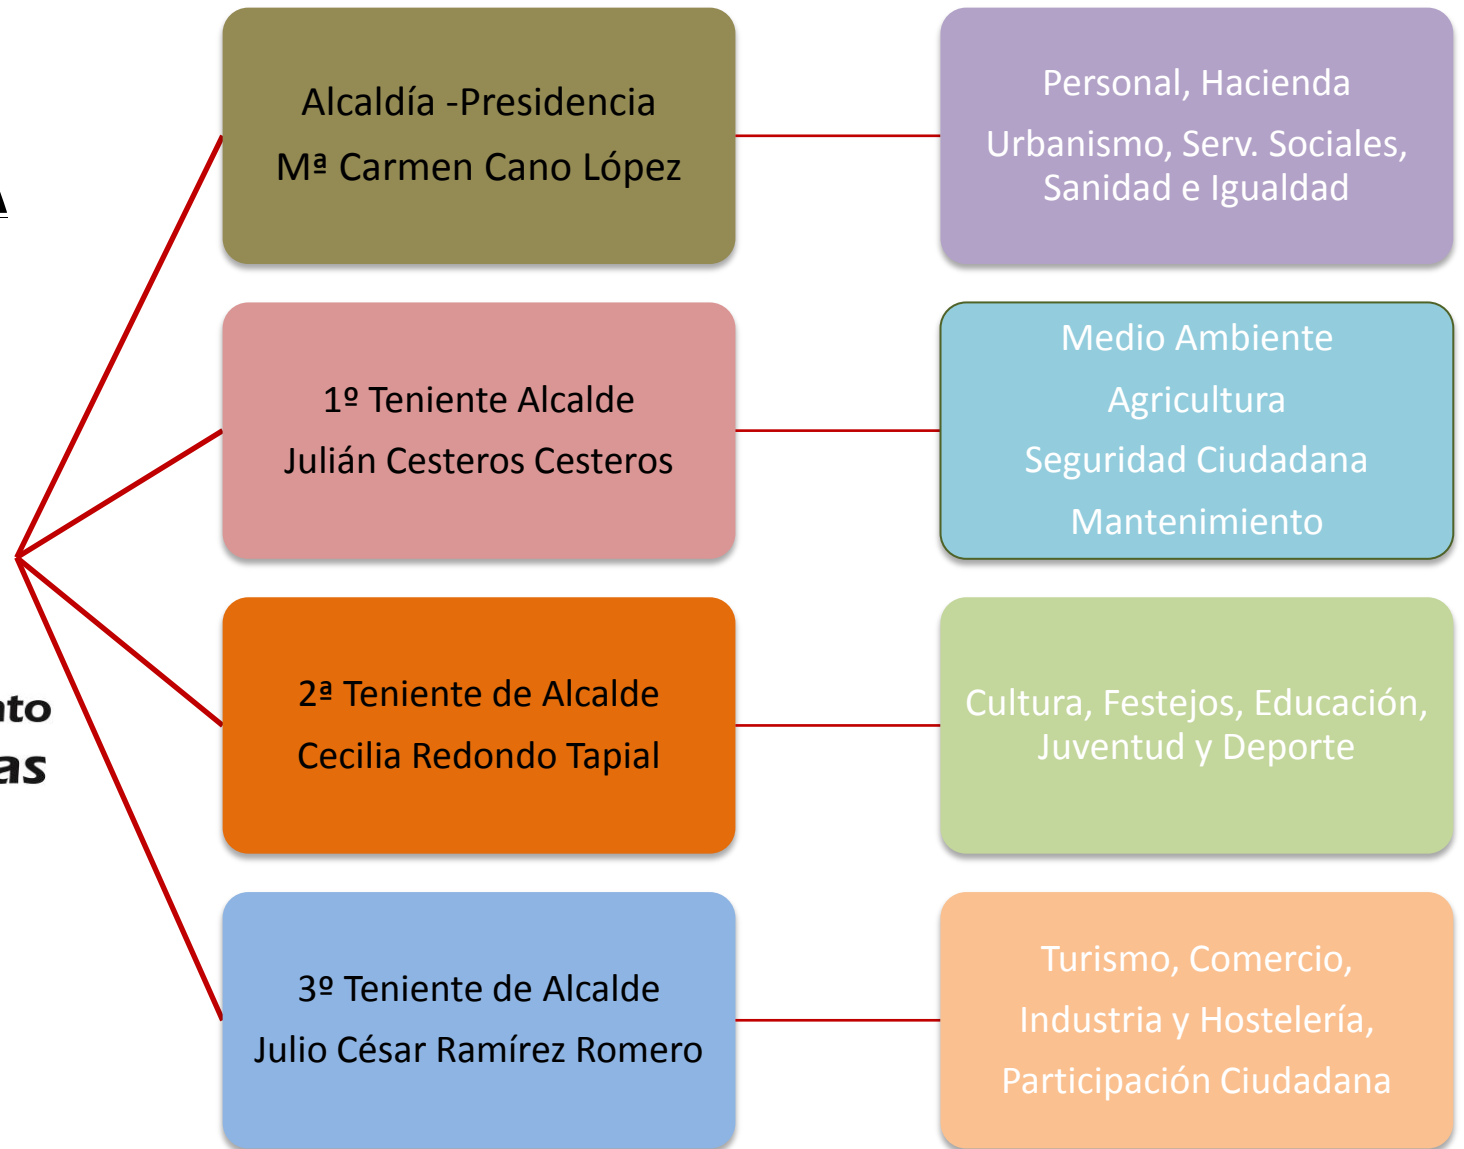 Alcaldía -Presidencia
Mª Carmen Cano López
Personal, Hacienda
Urbanismo, Serv. Sociales,
Sanidad e Igualdad
1º Teniente Alcalde
Julián Cesteros Cesteros
Medio Ambiente
Agricultura
Seguridad Ciudadana
Mantenimiento
2ª Teniente de Alcalde
Cecilia Redondo Tapial
Cultura, Festejos, Educación,
Juventud y Deporte
3º Teniente de Alcalde
Julio César Ramírez Romero
Turismo, Comercio,
Industria y Hostelería,
Participación Ciudadana